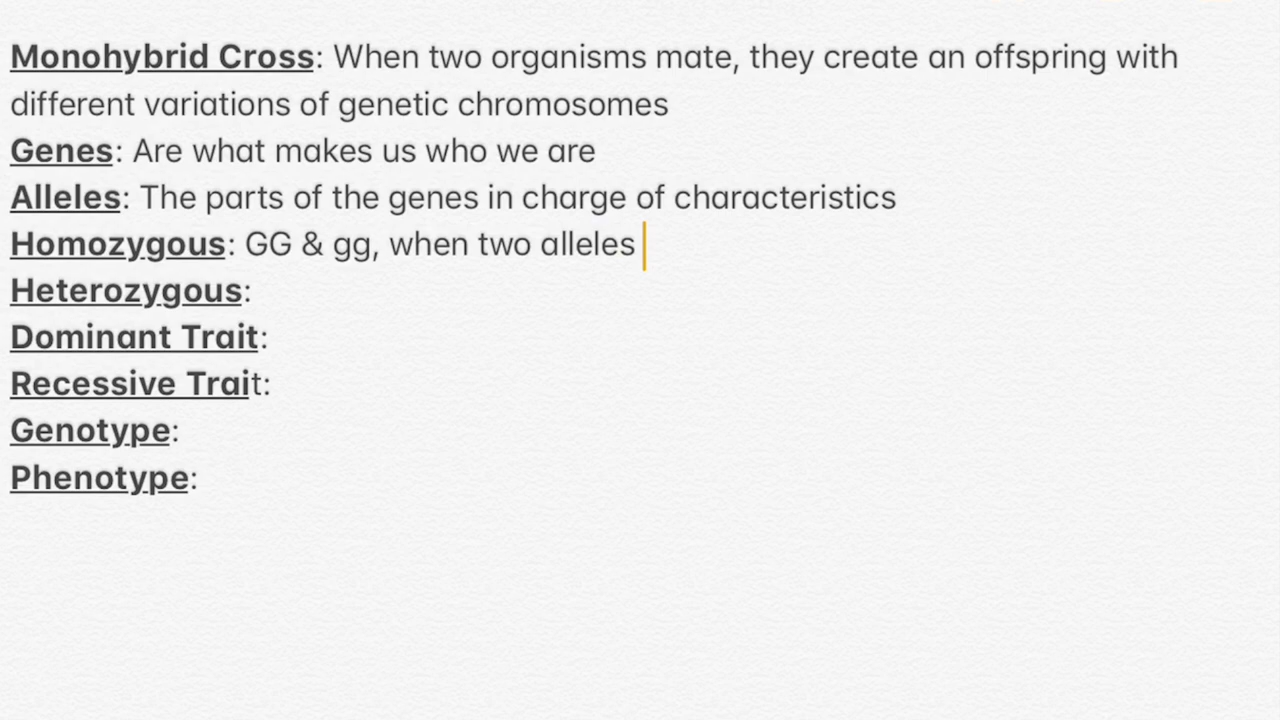 Monohybrid Cross: When two organisms mate, they create an offspring with
different variations of genetic chromosomes
Genes: Are what makes us who we are
Alleles: The parts of the genes in charge of characteristics
Homozygous: GG & gg, when two alleles
Heterozygous:
Dominant Trait:
Recessive Trait:
Genotype:
Phenotype: